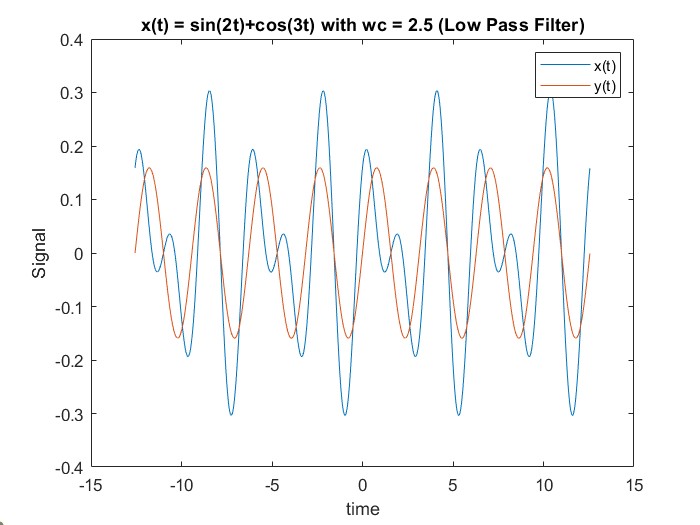 x(t) = sin(2t)+cos(3t) with wc = 2.5 (Low Pass Filter)
0.4
x(t)
y(t)
0.3
0.2
0.1
Signal
0
-0.1
-0.2
-0.3
-0.4
-15 -10 -5 0 5 10 15
time